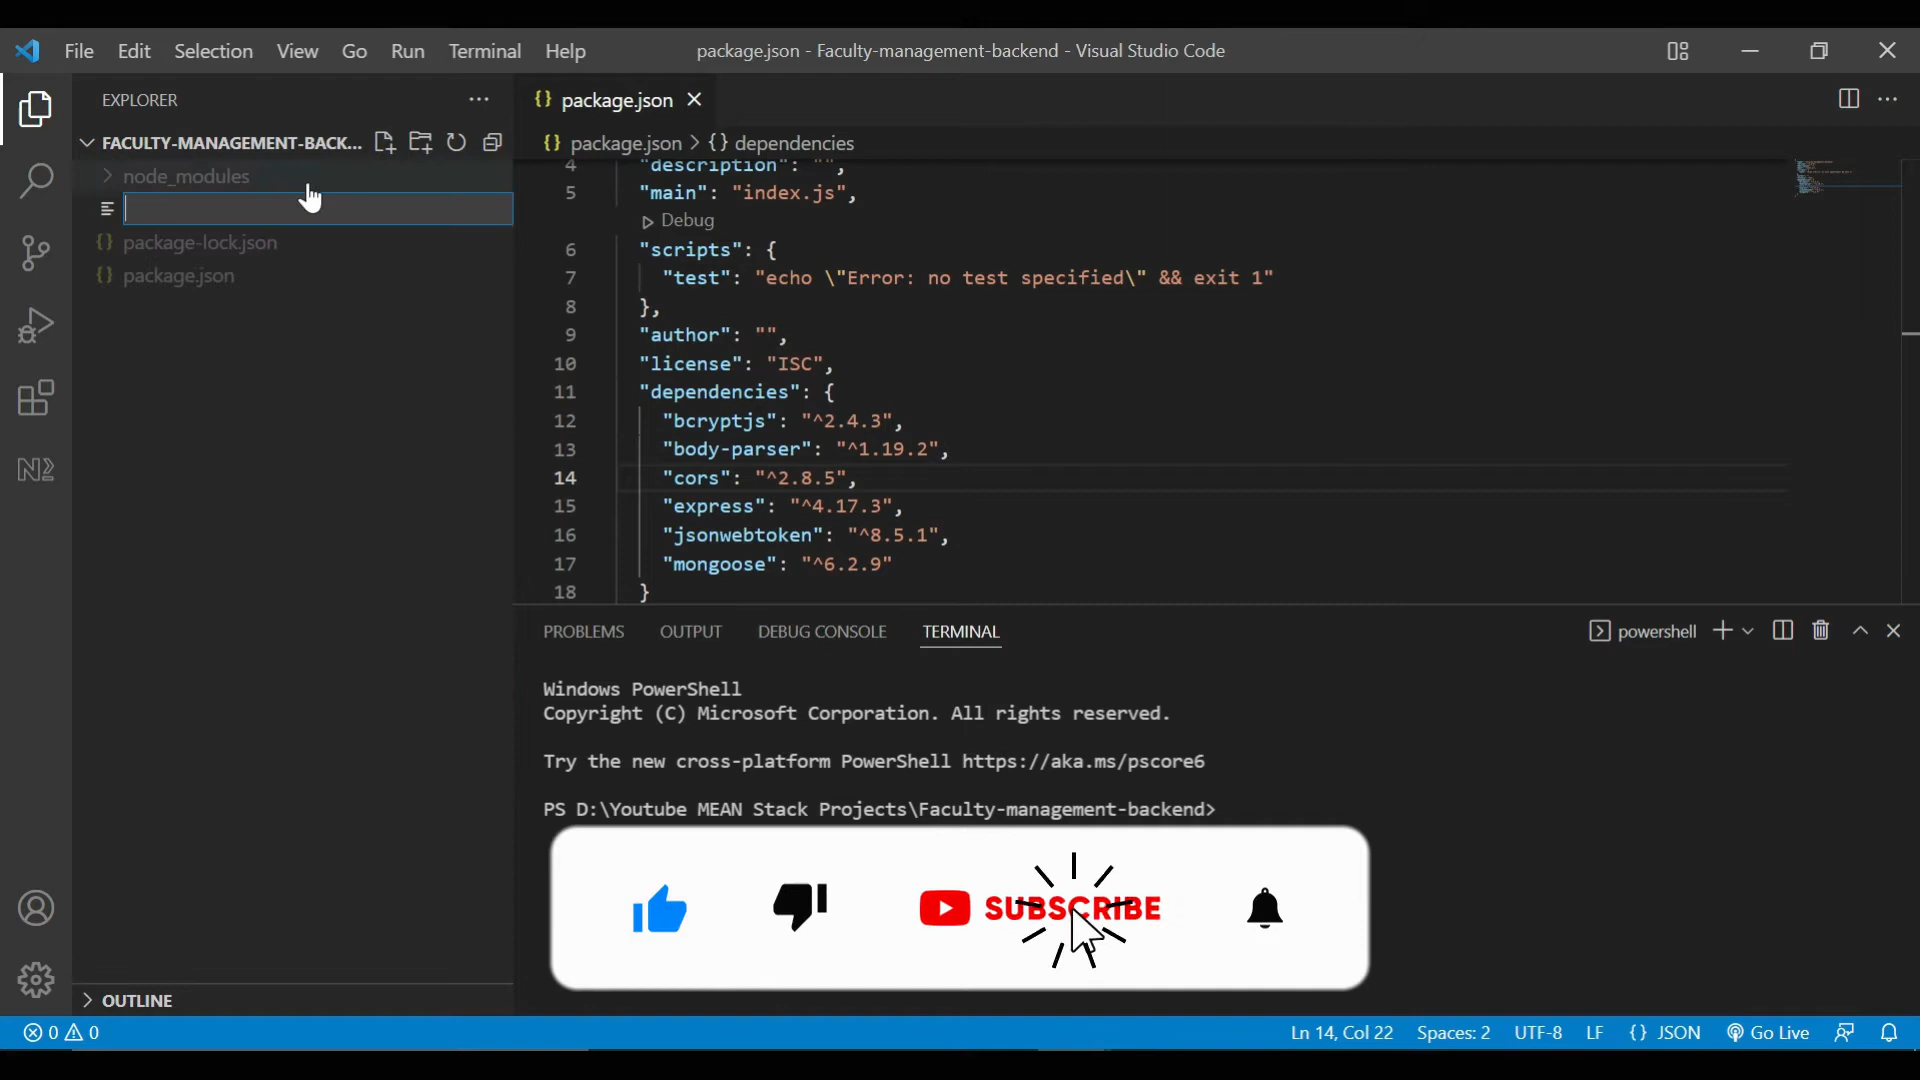 File Edit Selection View Go Run Terminal Help
package.json - Faculty-management-backend - Visual Studio Code
EXPLORER
FACULTY-MANAGEMENT-BACK...
node_modules
package-lock.json
package.json
package.json
package.json > {} dependencies
4 "description": "",
5 "main": "index.js",
Debug
6 "scripts": {
7 "test": "echo \"Error: no test specified\" && exit 1"
8 },
9 "author": "",
10 "license": "ISC",
11 "dependencies": {
12 "bcryptjs": "^2.4.3",
13 "body-parser": "^1.19.2",
14 "cors": "^2.8.5",
15 "express": "^4.17.3",
16 "jsonwebtoken": "^8.5.1",
17 "mongoose": "^6.2.9"
18 }
PROBLEMS OUTPUT DEBUG CONSOLE TERMINAL
powershell
Windows PowerShell
Copyright (C) Microsoft Corporation. All rights reserved.
Try the new cross-platform PowerShell https://aka.ms/pscore6
PS D:\Youtube MEAN Stack Projects\Faculty-management-backend>
SUBSCRIBE
OUTLINE
0 0
Ln 14, Col 22 Spaces: 2 UTF-8 LF {} JSON Go Live